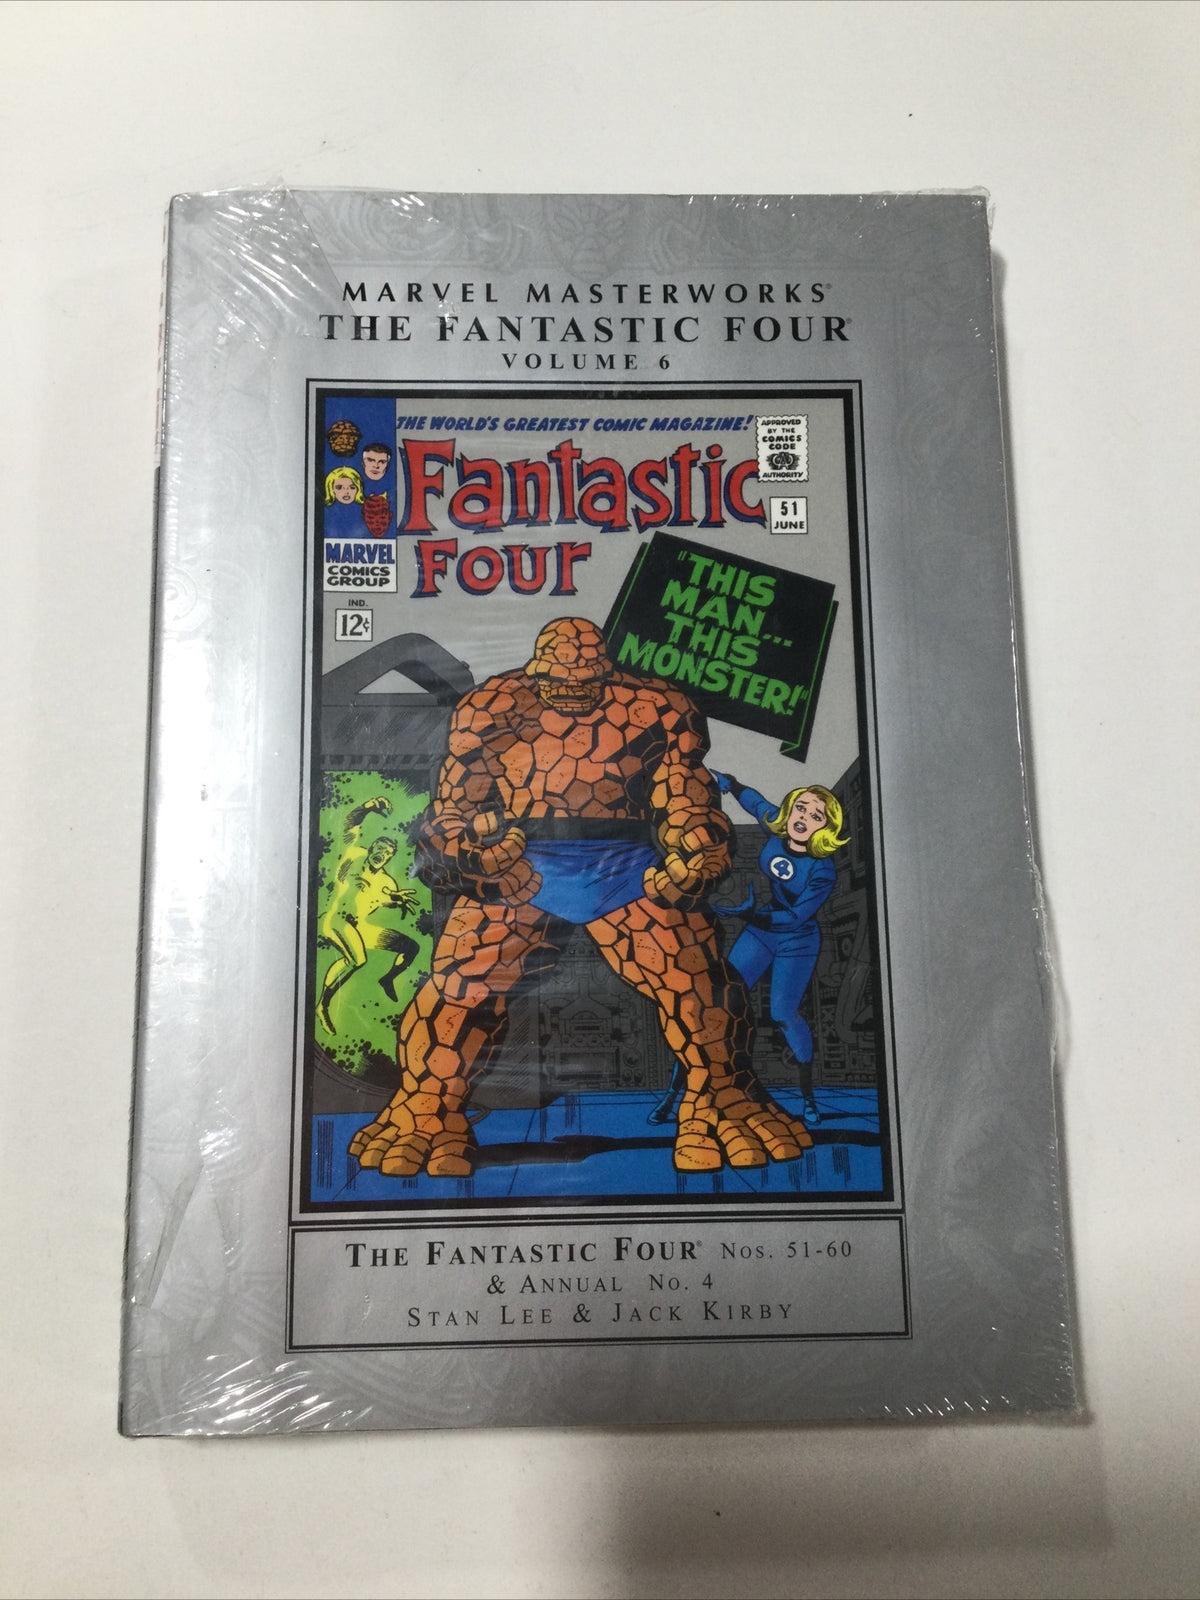 MARVEL MASTERWORKS®
THE FANTASTIC FOUR®
VOLUME 6
THE WORLD'S GREATEST COMIC MAGAZINE!
APPROVED
BY THE
COMICS
CODE
CA
AUTHORITY
Fantastic
Four
51
JUNE
MARVEL
COMICS
GROUP
IND.
12¢
"THIS
MAN...
THIS
MONSTER!"
4
THE FANTASTIC FOUR® NOS. 51-60
& ANNUAL NO. 4
STAN LEE & JACK KIRBY